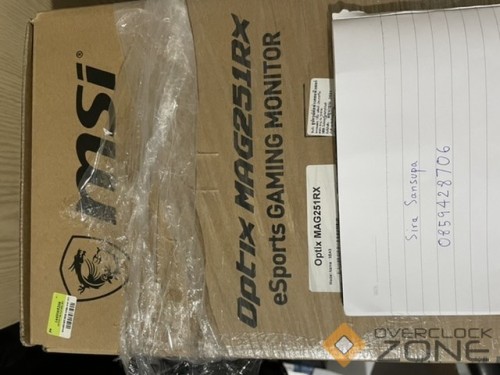 msi
Optix MAG251RX
eSports GAMING MONITOR
Optix MAG251RX
Sira Sansupa
0859428706
OVERCLOCK
ZONE